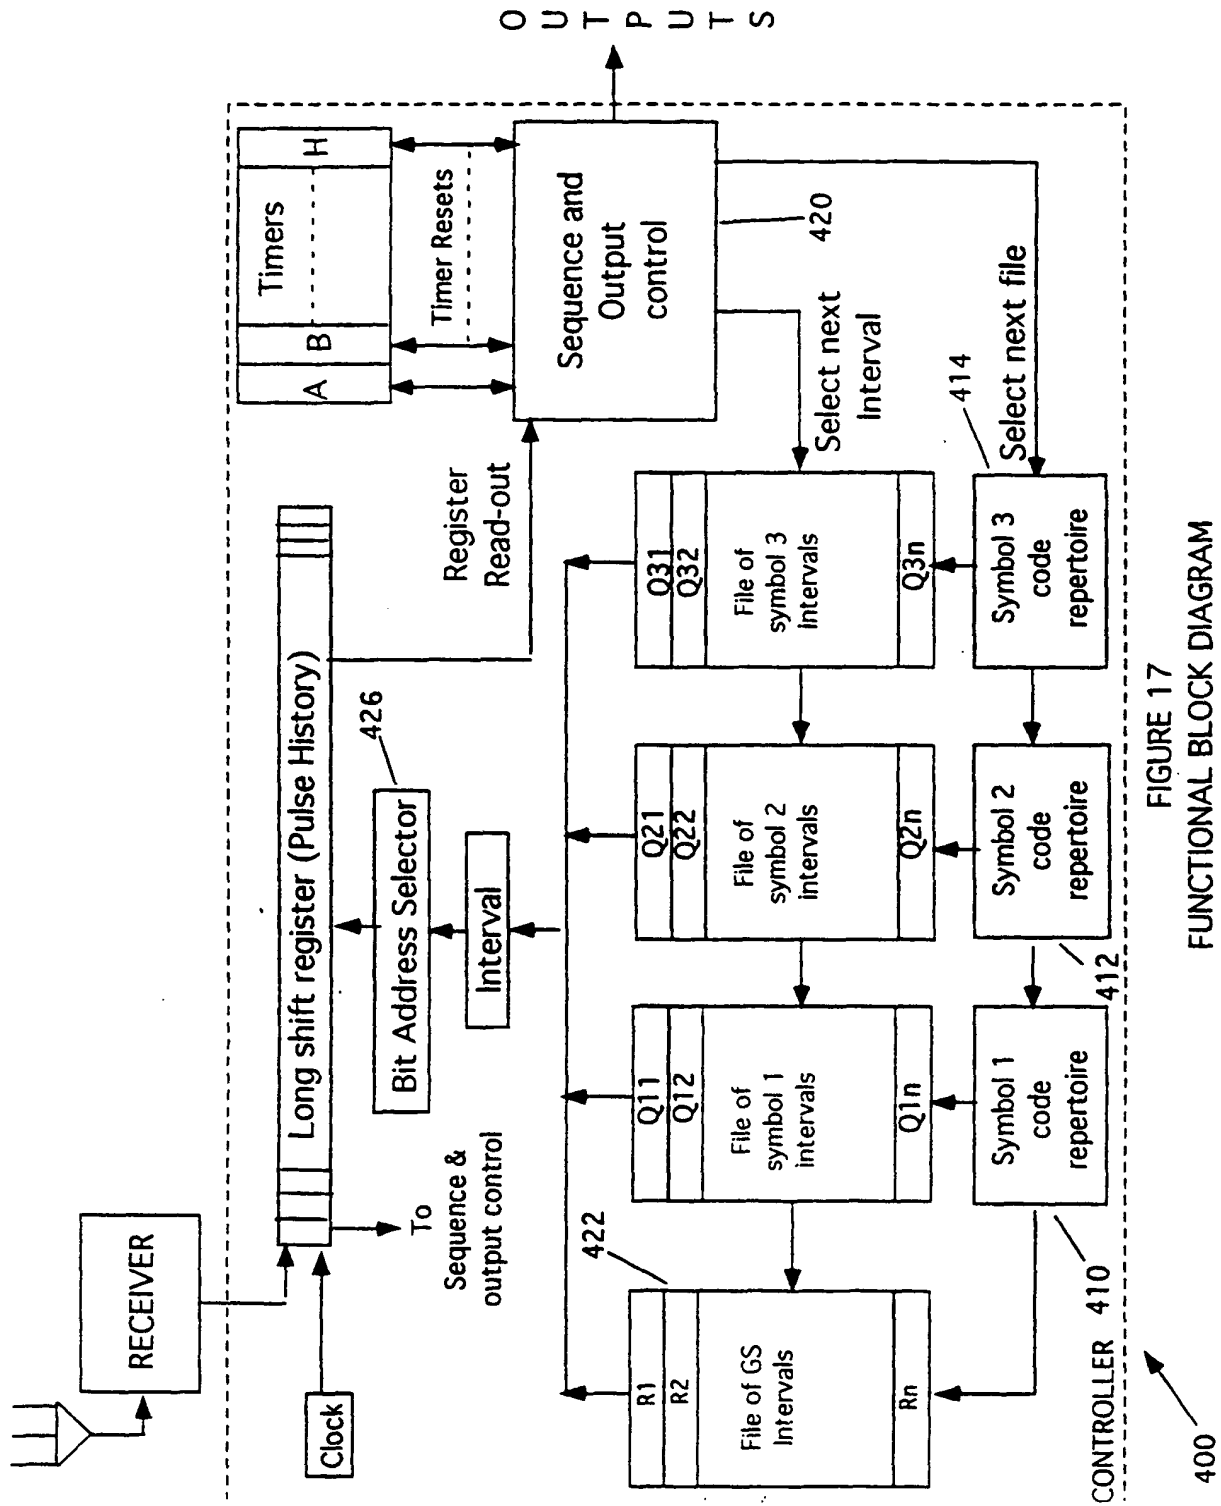 RECEIVER
Clock
Long shift register (Pulse History)
To
Sequence &
output control
Bit Address Selector
426
Interval
Register
Read-out
Timers
A
B
H
Timer Resets
Sequence and
Output
control
420
OUTPUTS
Select next
Interval
Select next file
422
R1
R2
File of GS
Intervals
Rn
Q11
Q12
File of
symbol 1
intervals
Q1n
Q21
Q22
File of
symbol 2
intervals
Q2n
Q31
Q32
File of
symbol 3
intervals
Q3n
Symbol 1
code
repertoire
410
Symbol 2
code
repertoire
412
Symbol 3
code
repertoire
414
CONTROLLER
400
FIGURE 17
FUNCTIONAL BLOCK DIAGRAM